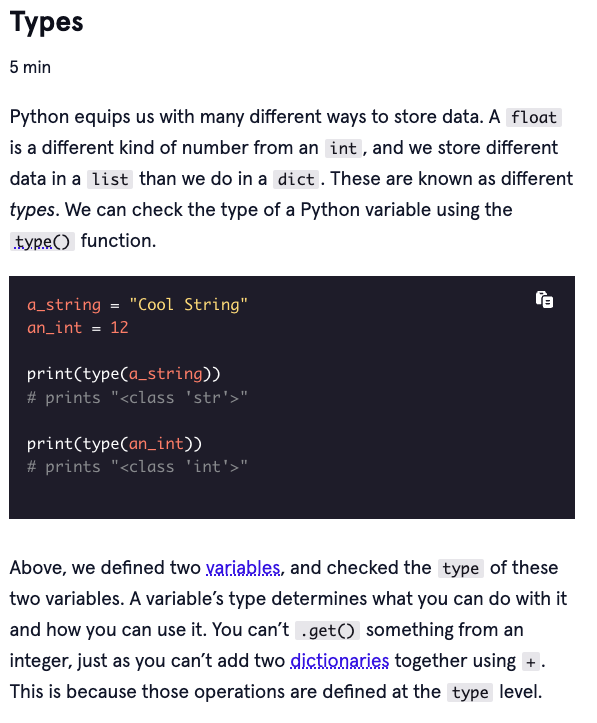 Types
5 min
Python equips us with many different ways to store data. A float
is a different kind of number from an int, and we store different
data in a list than we do in a dict. These are known as different
types. We can check the type of a Python variable using the
type() function.
a_string = "Cool String"
an_int = 12
print(type(a_string))
# prints "<class 'str'>"
print(type(an_int))
# prints "<class 'int'>"
Above, we defined two variables, and checked the type of these
two variables. A variable’s type determines what you can do with it
and how you can use it. You can’t .get() something from an
integer, just as you can’t add two dictionaries together using +.
This is because those operations are defined at the type level.